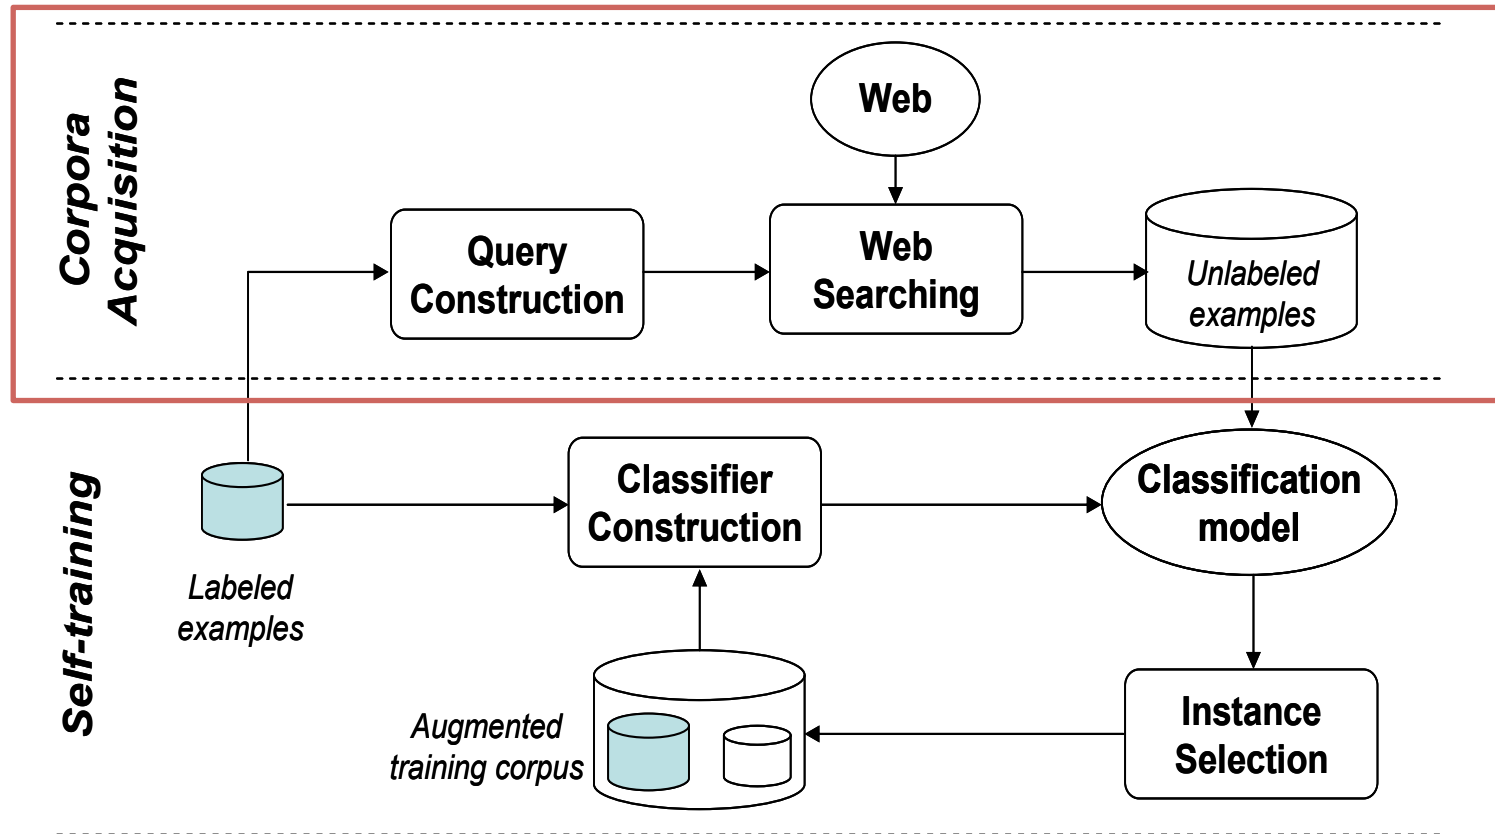 Corpora
Acquisition
Web
Query
Construction
Web
Searching
Unlabeled
examples
Self-training
Labeled
examples
Classifier
Construction
Classification
model
Augmented
training corpus
Instance
Selection